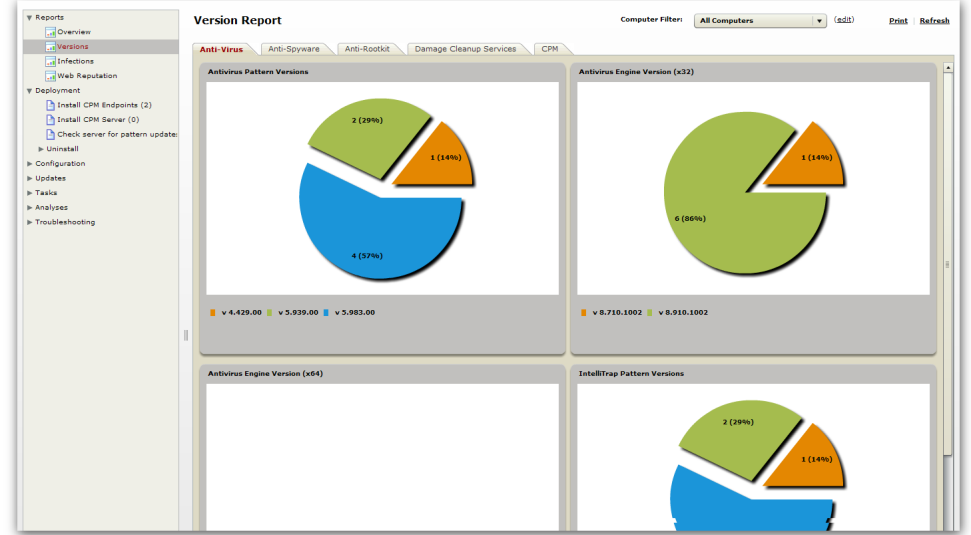 Reports
Overview
Versions
Infections
Web Reputation
Deployment
Install CPM Endpoints (2)
Install CPM Server (0)
Check server for pattern updates
Uninstall
Configuration
Updates
Tasks
Analyses
Troubleshooting
Version Report
Computer Filter: All Computers (edit) Print Refresh
Anti-Virus Anti-Spyware Anti-Rootkit Damage Cleanup Services CPM
Antivirus Pattern Versions
2 (29%)
1 (14%)
4 (57%)
v 4.429.00 v 5.939.00 v 5.983.00
Antivirus Engine Version (x32)
1 (14%)
6 (86%)
v 8.710.1002 v 8.910.1002
Antivirus Engine Version (x64)
IntelliTrap Pattern Versions
2 (29%)
1 (14%)